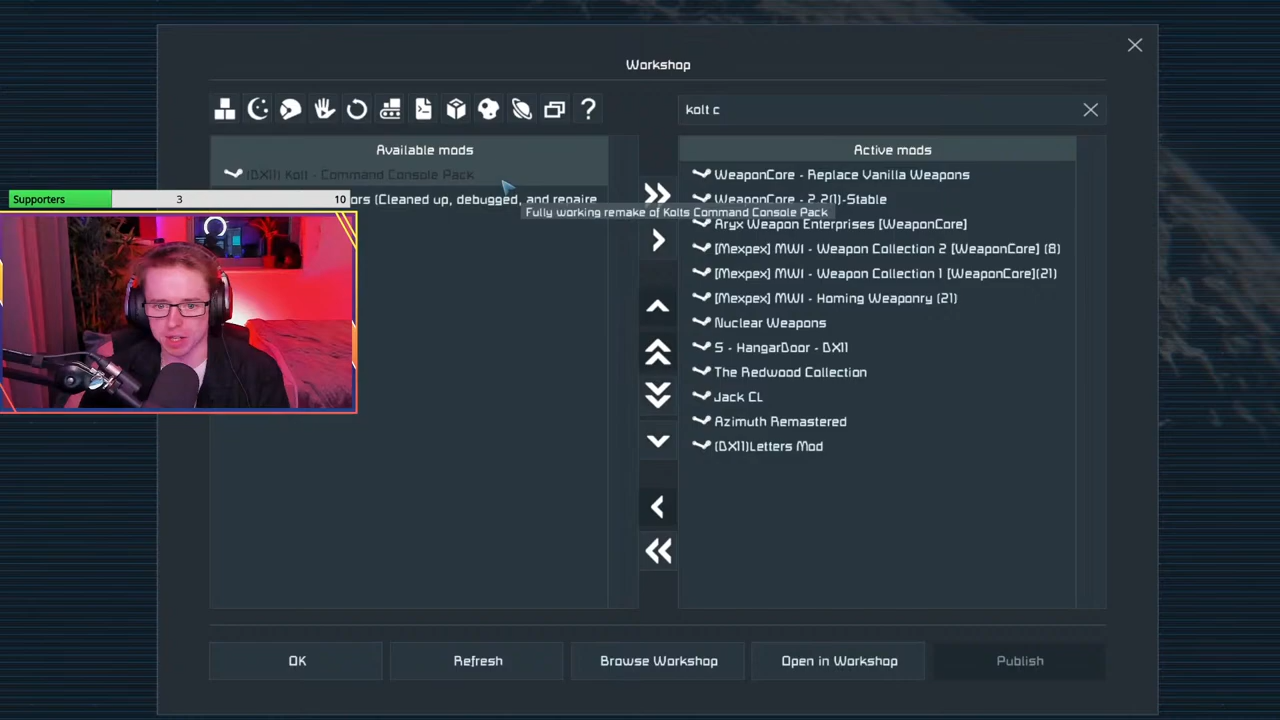 Workshop
kolt c
Available mods
(DX11) Kolt - Command Console Pack
ors (Cleaned up, debugged, and repaire
Fully working remake of Kolts Command Console Pack
Active mods
WeaponCore - Replace Vanilla Weapons
WeaponCore - 2.2(1)-Stable
Aryx Weapon Enterprises [WeaponCore]
[Mexpex] MWI - Weapon Collection 2 [WeaponCore] (8)
[Mexpex] MWI - Weapon Collection 1 [WeaponCore](21)
[Mexpex] MWI - Homing Weaponry (21)
Nuclear Weapons
S - HangarDoor - DX11
The Redwood Collection
Jack CL
Azimuth Remastered
(DX11)Letters Mod
Supporters 3 10
OK
Refresh
Browse Workshop
Open in Workshop
Publish